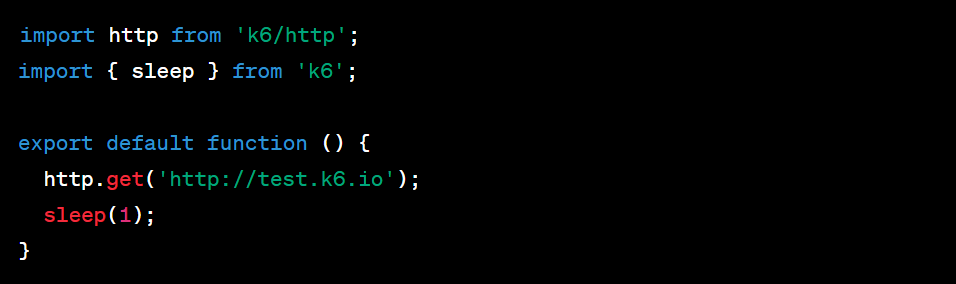 import http from 'k6/http';
import { sleep } from 'k6';

export default function () {
  http.get('http://test.k6.io');
  sleep(1);
}